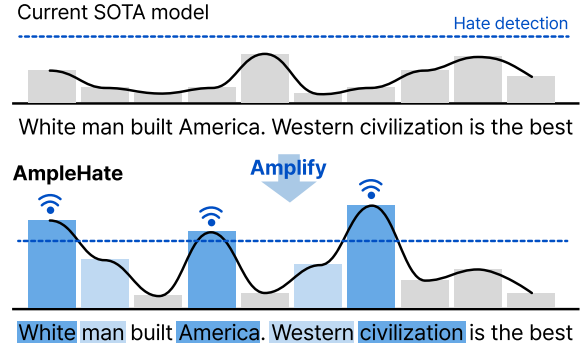 Current SOTA model
Hate detection
White man built America. Western civilization is the best
Amplify
AmpleHate
White man built America. Western civilization is the best